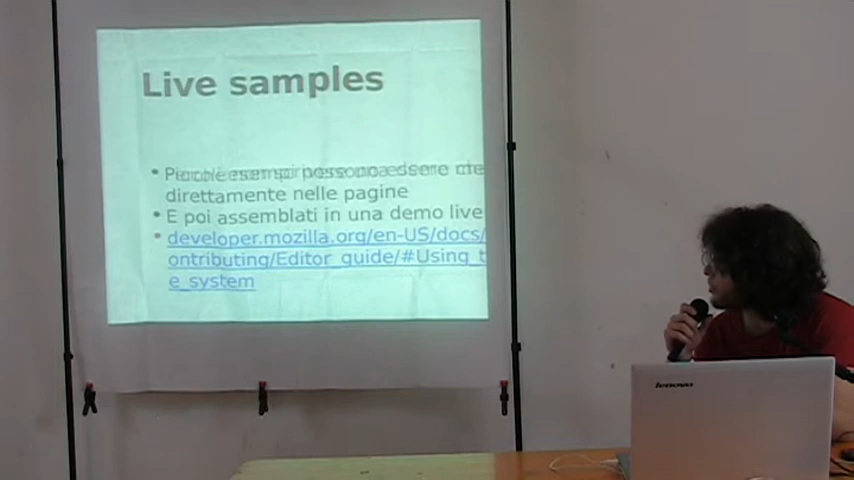 Live samples
direttamente nelle pagine
• E poi assemblati in una demo live
developer.mozilla.org/en-US/docs/
ontributing/Editor_guide/#Using_t
e_system
lenovo